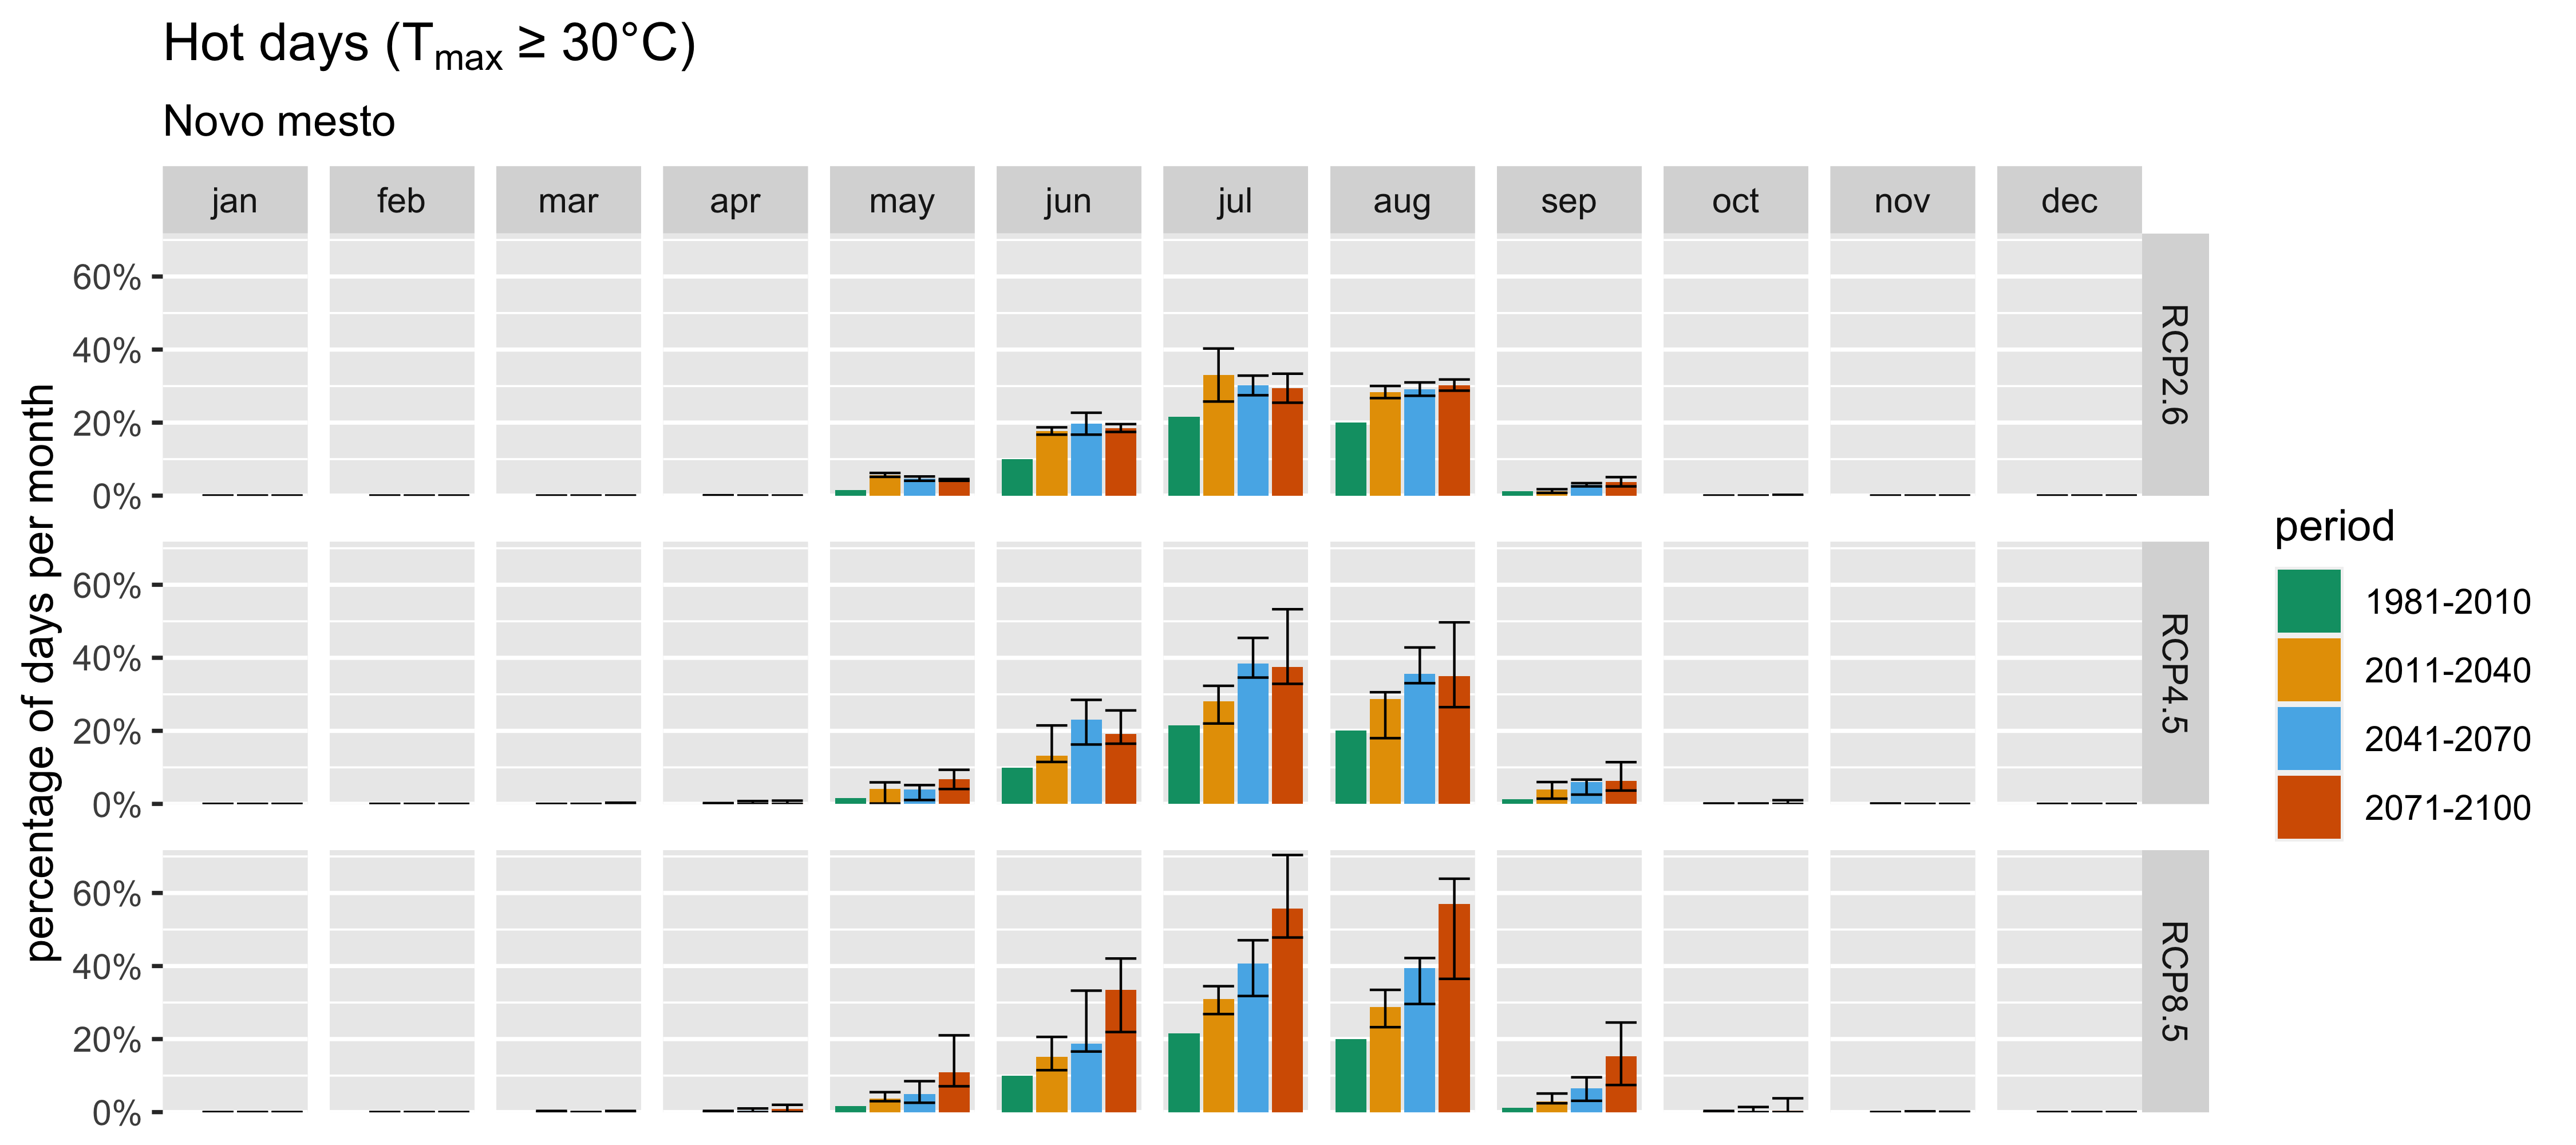 Hot days (Tmax ≥ 30°C)
Novo mesto
jan feb mar apr may jun jul aug sep oct nov dec
percentage of days per month
60%
40%
20%
0%
RCP2.6
60%
40%
20%
0%
RCP4.5
60%
40%
20%
0%
RCP8.5
period
1981-2010
2011-2040
2041-2070
2071-2100